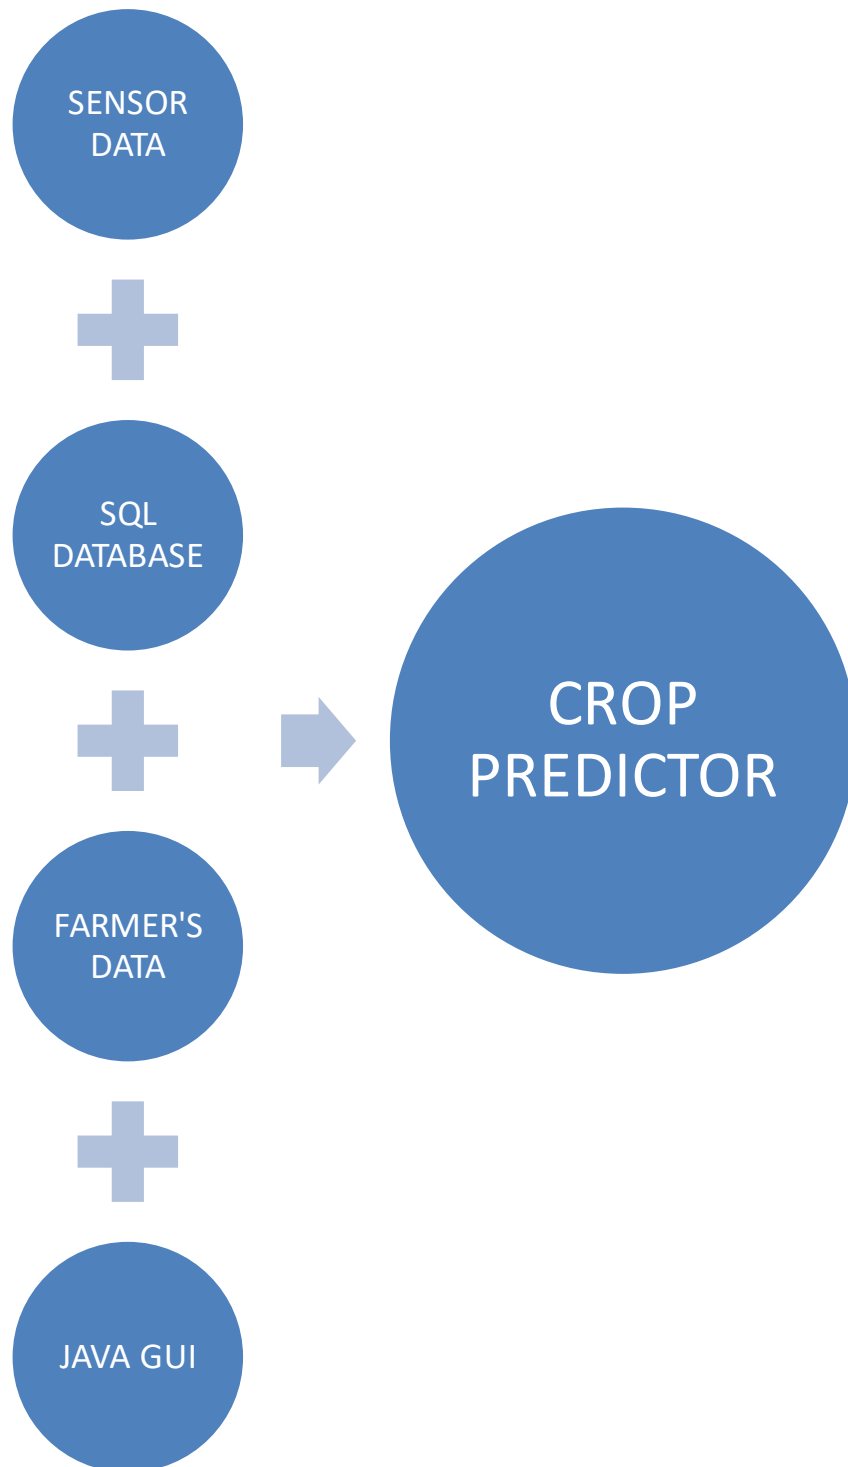 SENSOR
DATA
SQL
DATABASE
FARMER'S
DATA
JAVA GUI
CROP
PREDICTOR